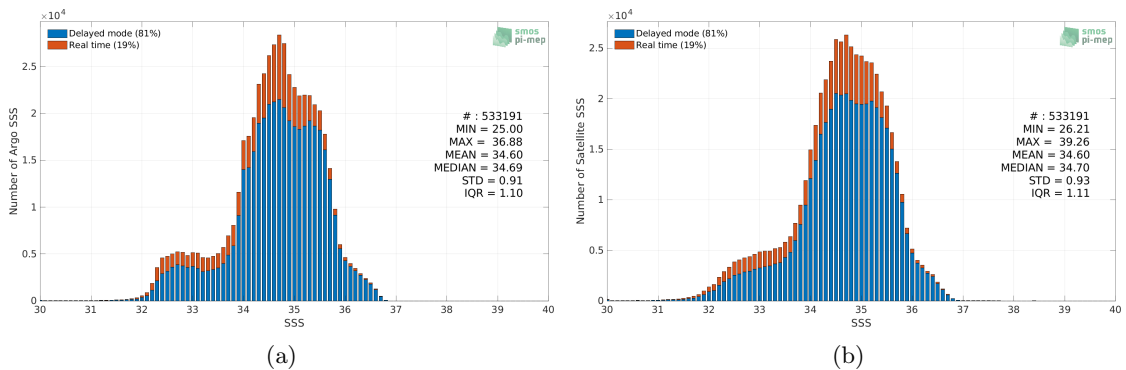 ×10⁴
Delayed mode (81%)
Real time (19%)
smos
pi-mep
# : 533191
MIN = 25.00
MAX = 36.88
MEAN = 34.60
MEDIAN = 34.69
STD = 0.91
IQR = 1.10
Number of Argo SSS
2.5
2
1.5
1
0.5
0
30 31 32 33 34 35 36 37 38 39 40
SSS
(a)
×10⁴
Delayed mode (81%)
Real time (19%)
smos
pi-mep
# : 533191
MIN = 26.21
MAX = 39.26
MEAN = 34.60
MEDIAN = 34.70
STD = 0.93
IQR = 1.11
Number of Satellite SSS
2.5
2
1.5
1
0.5
0
30 31 32 33 34 35 36 37 38 39 40
SSS
(b)